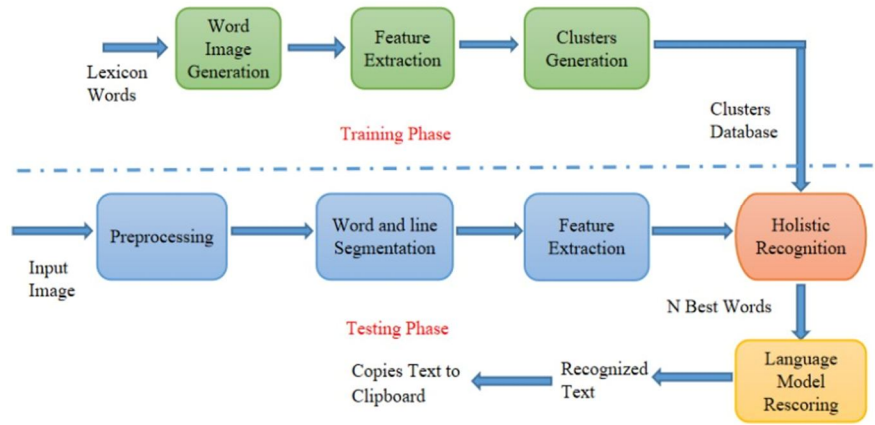 Lexicon
Words
Word
Image
Generation
Feature
Extraction
Clusters
Generation
Clusters
Database
Training Phase
Input
Image
Preprocessing
Word and line
Segmentation
Feature
Extraction
Holistic
Recognition
N Best Words
Testing Phase
Language
Model
Rescoring
Recognized
Text
Copies Text to
Clipboard